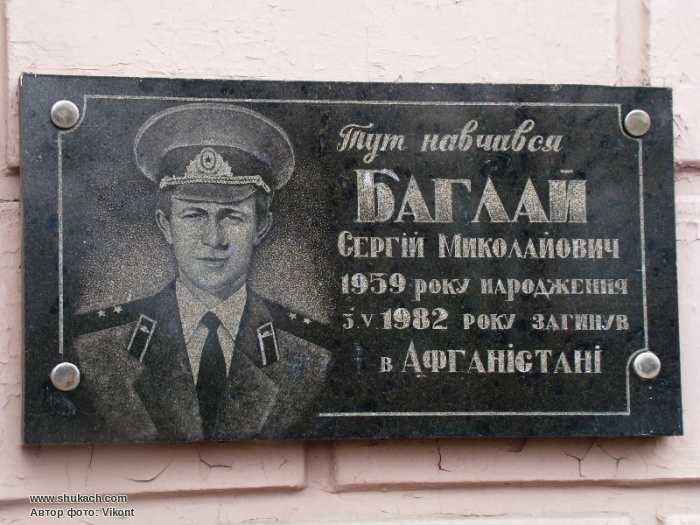 Тут навчався
БАГЛАЙ
СЕРГІЙ МИКОЛАЙОВИЧ
1959 РОКУ НАРОДЖЕННЯ
5 V 1982 РОКУ ЗАГИНУВ
В АФГАНІСТАНІ
www.shukach.com
Автор фото: Vikont